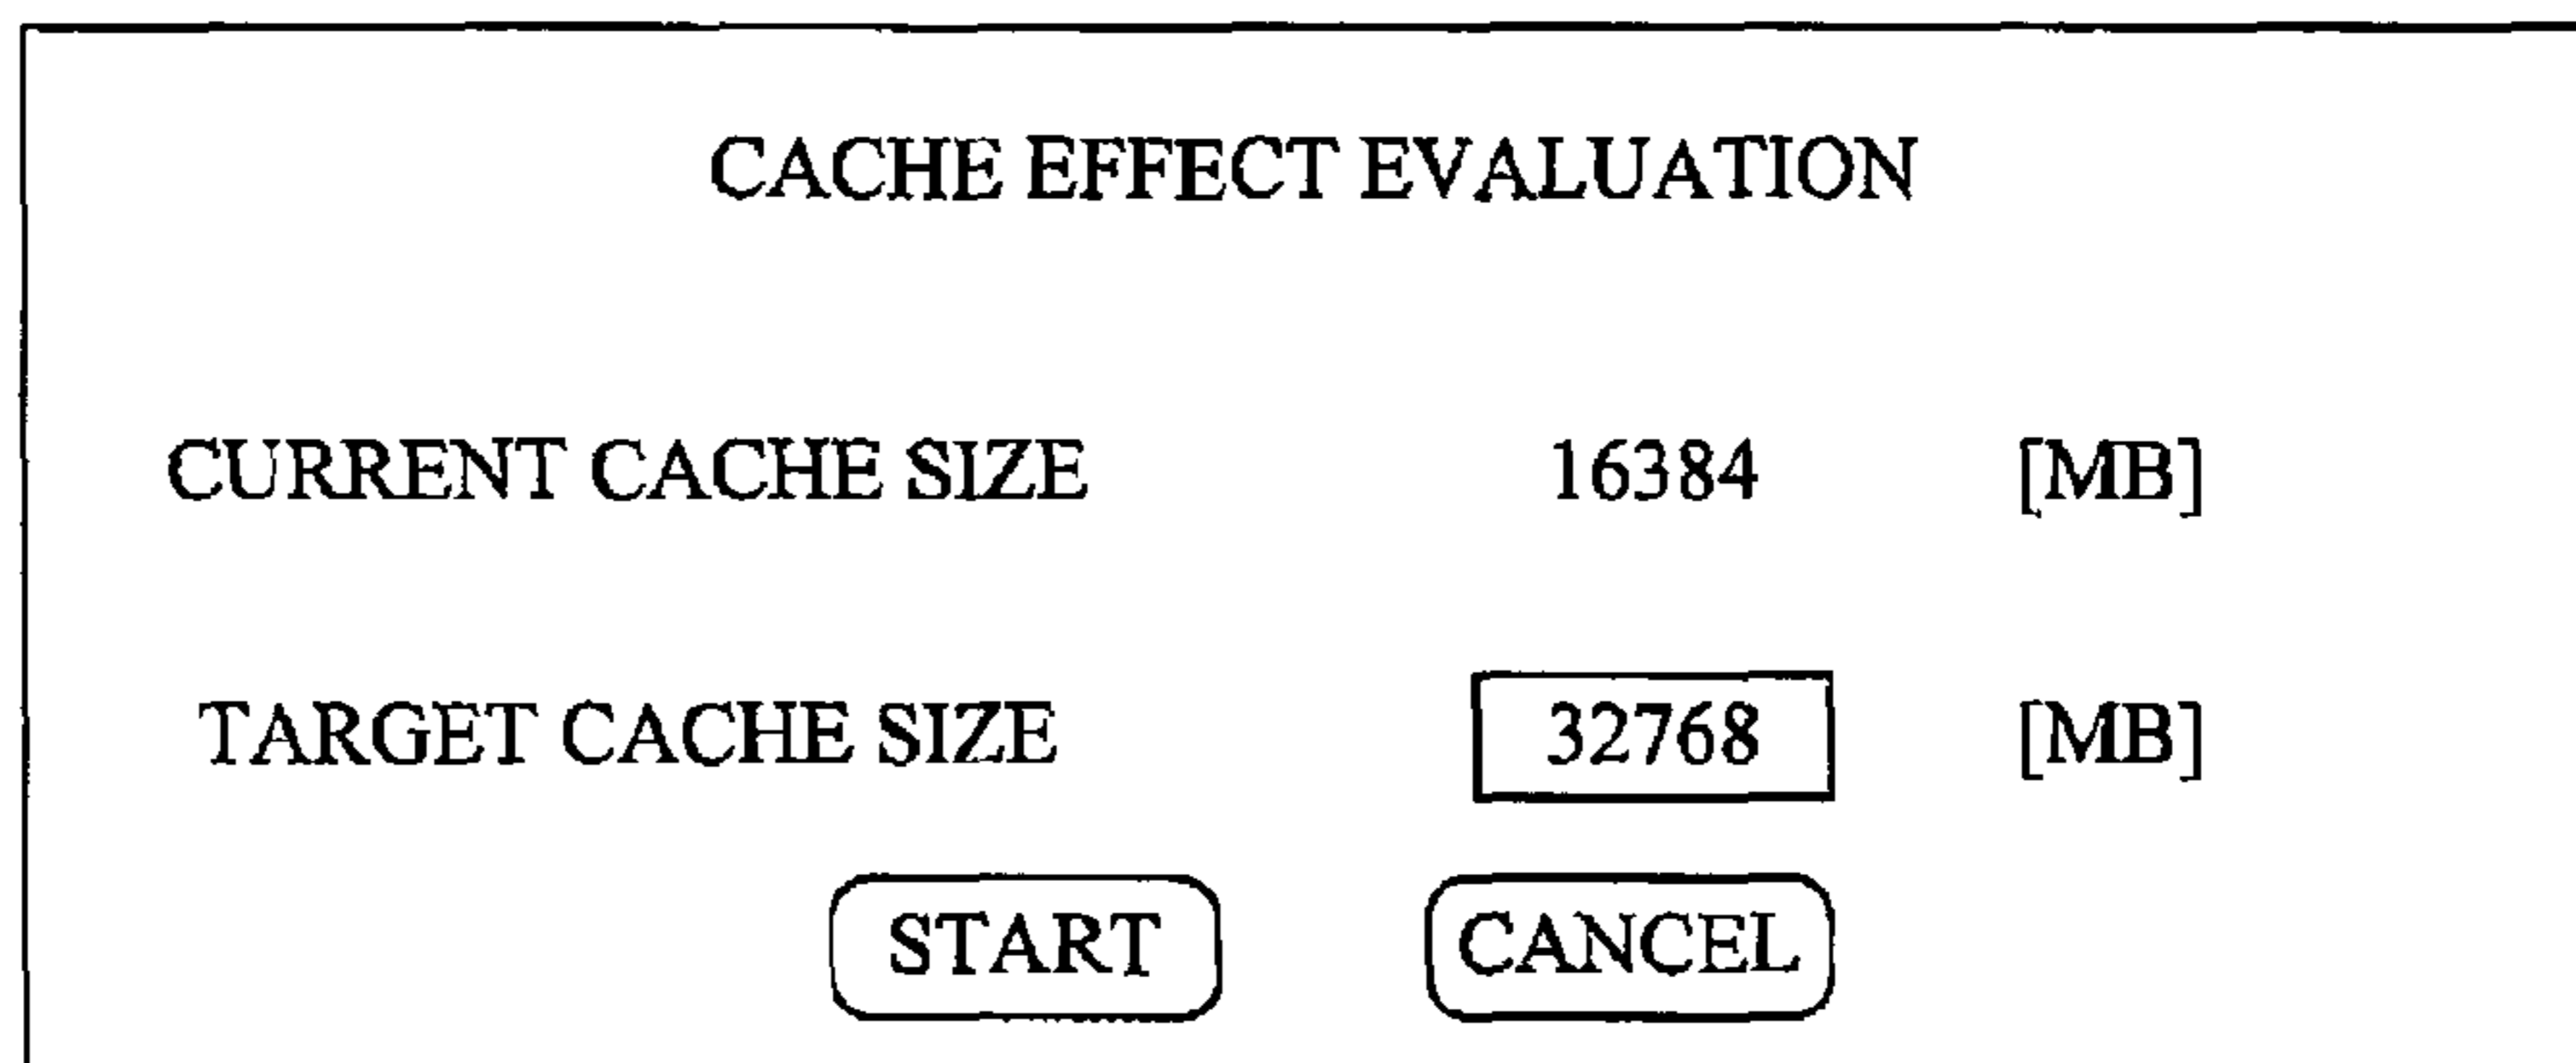 CACHE EFFECT EVALUATION
CURRENT CACHE SIZE 16384 [MB]
TARGET CACHE SIZE 32768 [MB]
START CANCEL